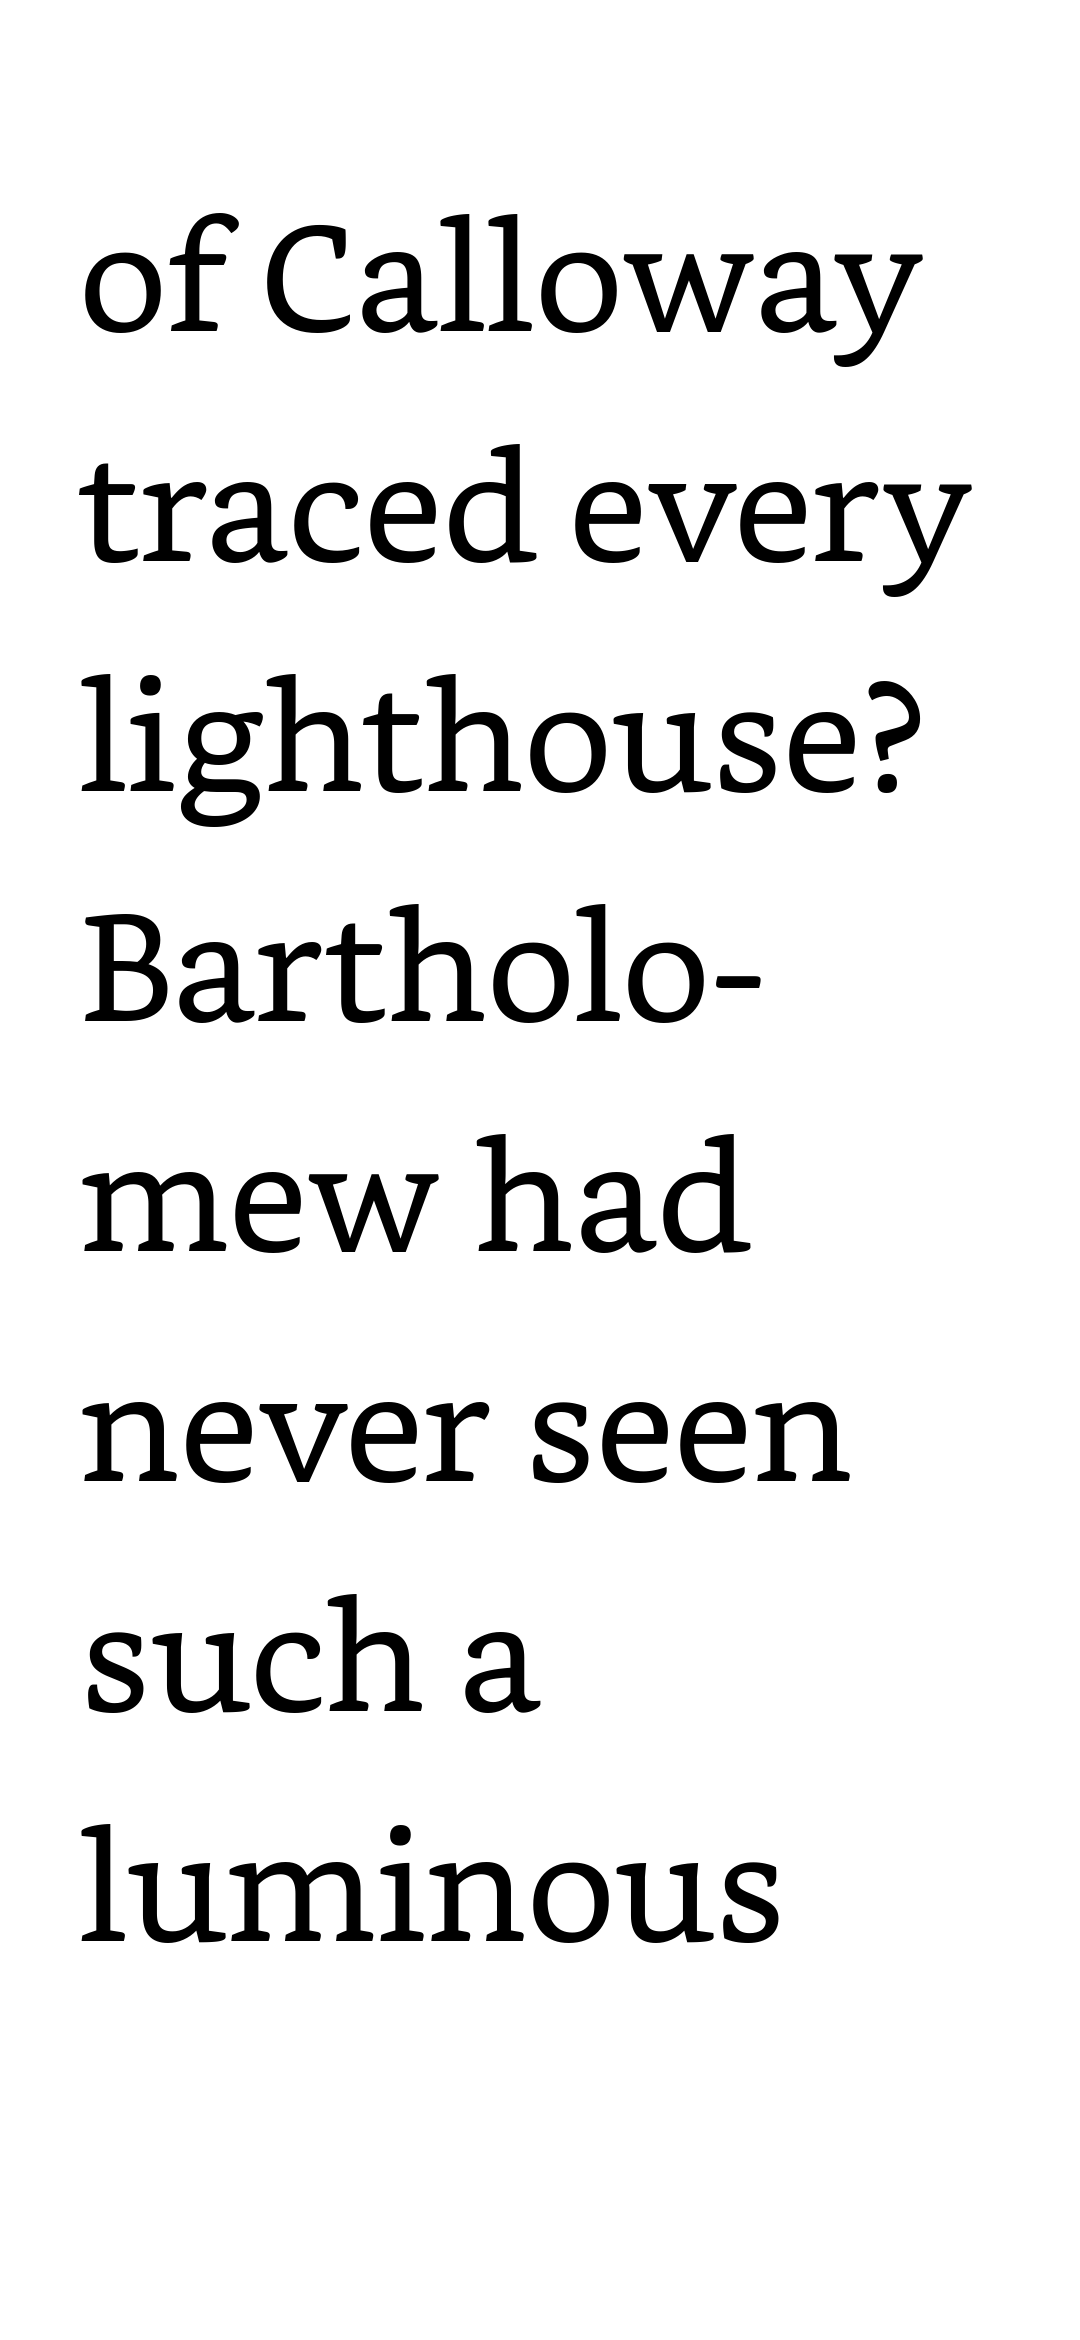 of Calloway
traced every
lighthouse?
Bartholo-
mew had
never seen
such a
luminous